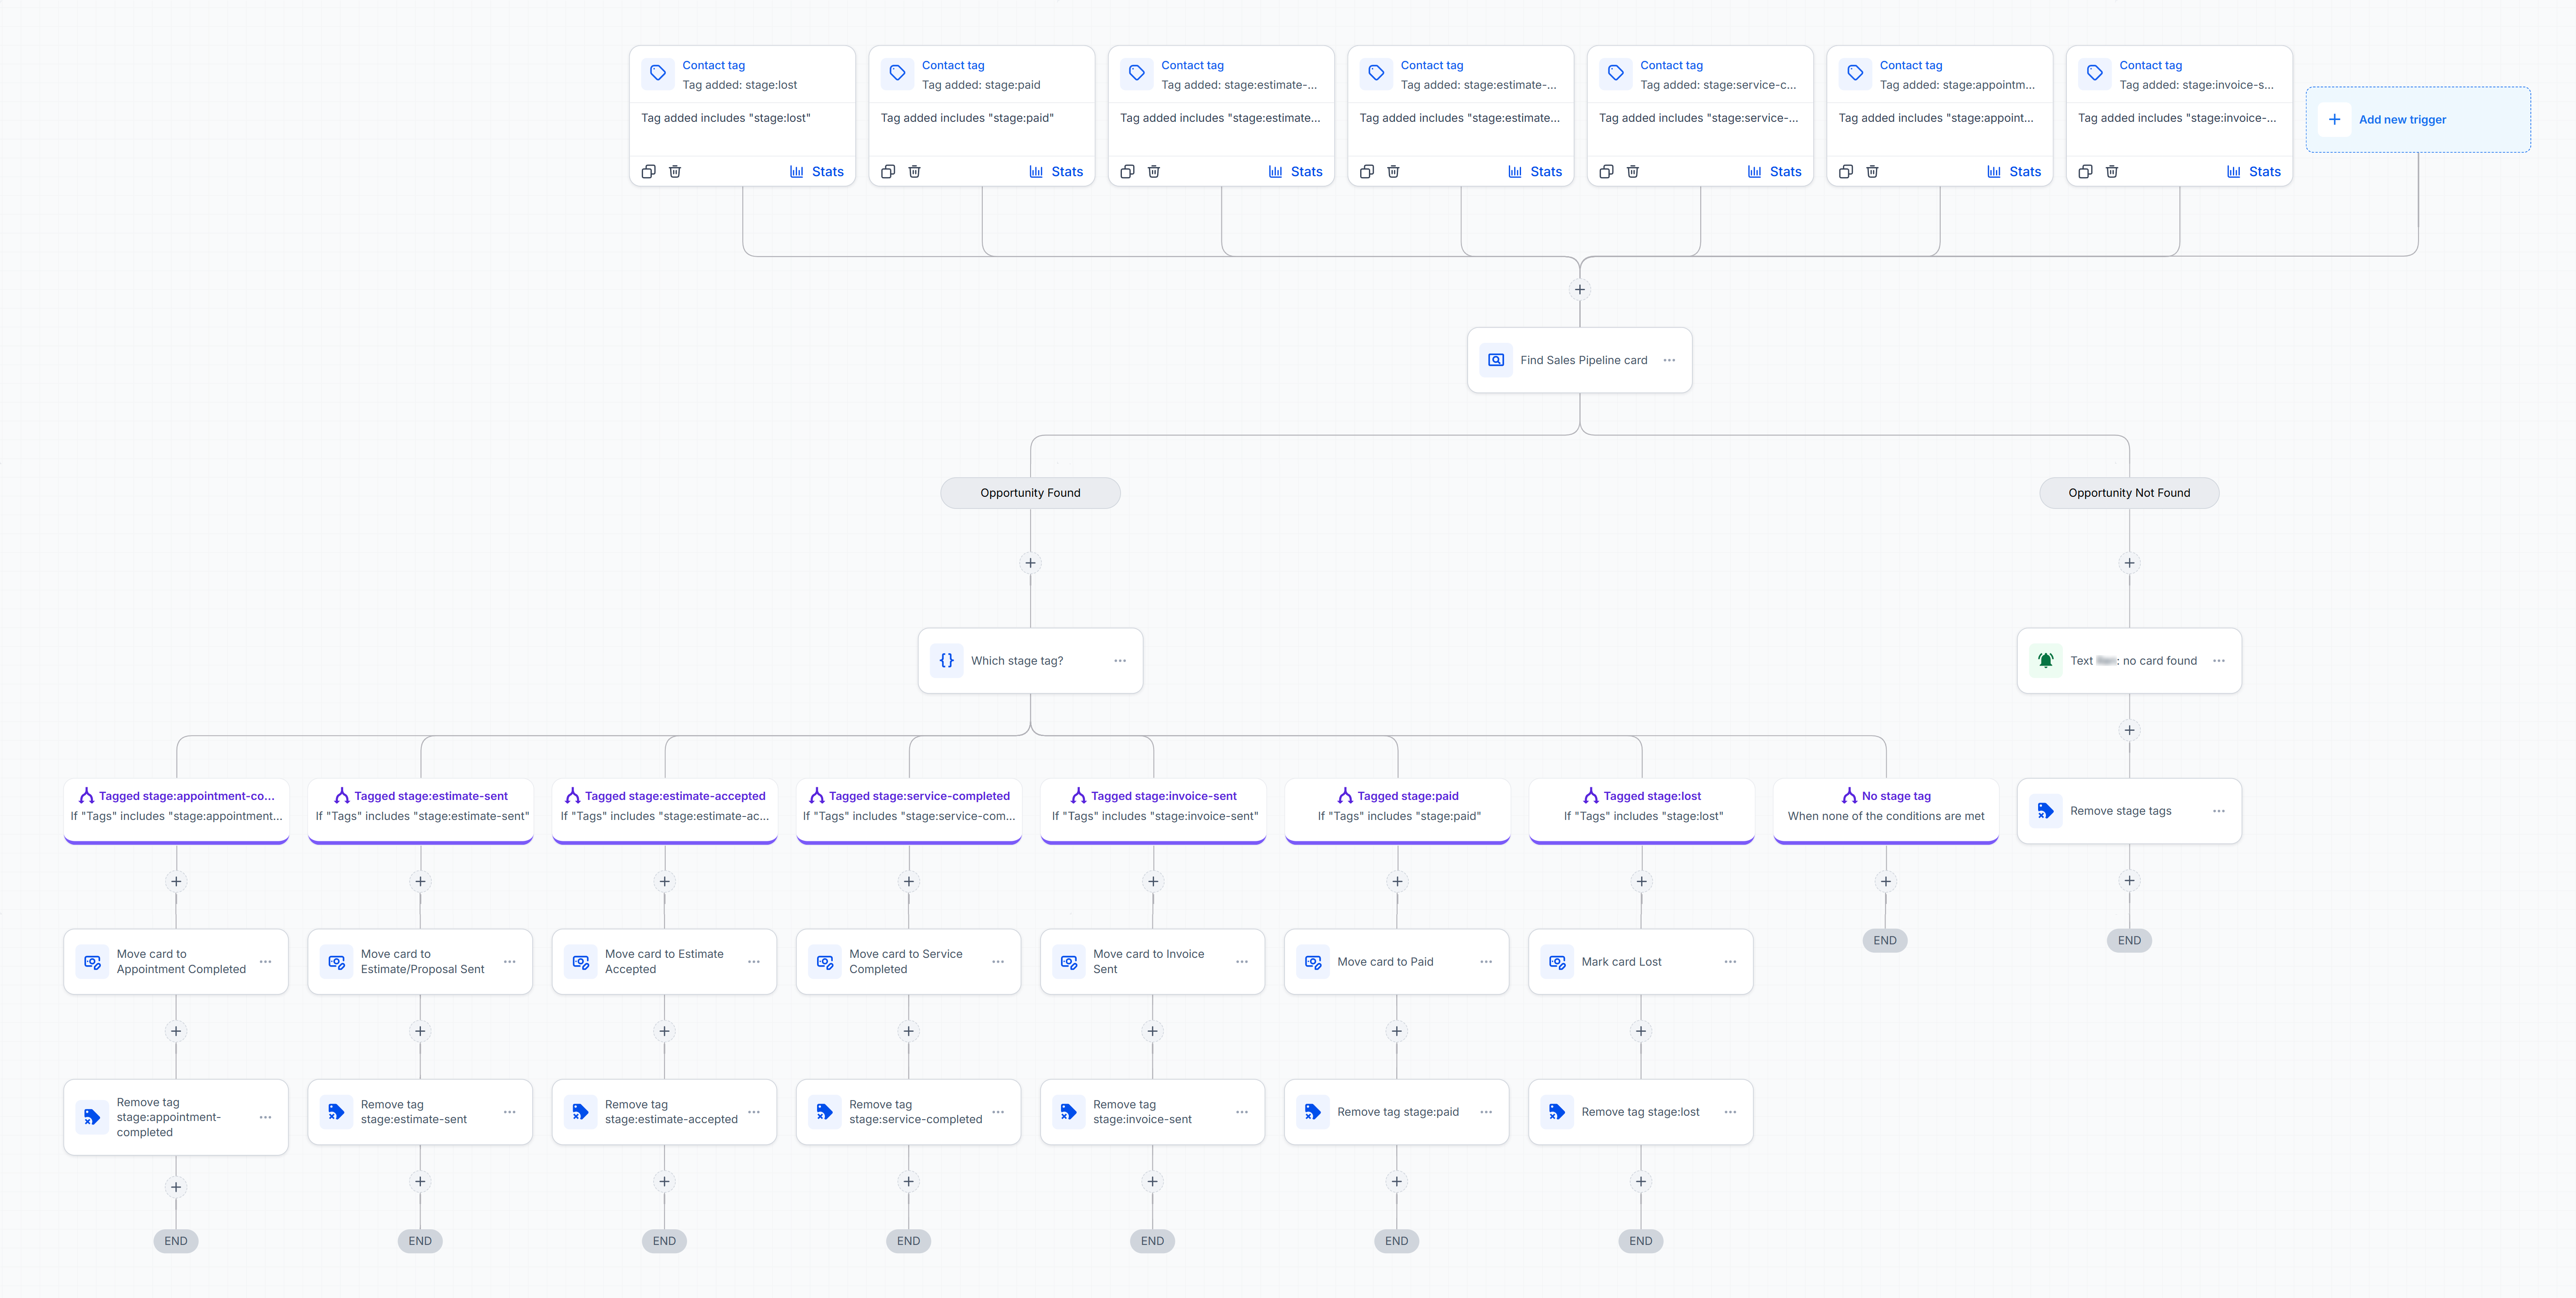 Contact tag
Tag added: stage:lost
Tag added includes "stage:lost"
Stats
Contact tag
Tag added: stage:paid
Tag added includes "stage:paid"
Stats
Contact tag
Tag added: stage:estimate-...
Tag added includes "stage:estimate...
Stats
Contact tag
Tag added: stage:estimate-...
Tag added includes "stage:estimate...
Stats
Contact tag
Tag added: stage:service-c...
Tag added includes "stage:service-...
Stats
Contact tag
Tag added: stage:appointm...
Tag added includes "stage:appoint...
Stats
Contact tag
Tag added: stage:invoice-s...
Tag added includes "stage:invoice-...
Stats
Add new trigger
Find Sales Pipeline card
Opportunity Found
Opportunity Not Found
Which stage tag?
Text : no card found
Tagged stage:appointment-co...
If "Tags" includes "stage:appointment...
Tagged stage:estimate-sent
If "Tags" includes "stage:estimate-sent"
Tagged stage:estimate-accepted
If "Tags" includes "stage:estimate-ac...
Tagged stage:service-completed
If "Tags" includes "stage:service-com...
Tagged stage:invoice-sent
If "Tags" includes "stage:invoice-sent"
Tagged stage:paid
If "Tags" includes "stage:paid"
Tagged stage:lost
If "Tags" includes "stage:lost"
No stage tag
When none of the conditions are met
Remove stage tags
Move card to
Appointment Completed
Move card to
Estimate/Proposal Sent
Move card to Estimate
Accepted
Move card to Service
Completed
Move card to Invoice
Sent
Move card to Paid
Mark card Lost
END
END
Remove tag
stage:appointment-
completed
Remove tag
stage:estimate-sent
Remove tag
stage:estimate-accepted
Remove tag
stage:service-completed
Remove tag
stage:invoice-sent
Remove tag stage:paid
Remove tag stage:lost
END
END
END
END
END
END
END